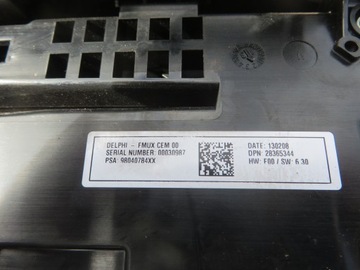 DELPHI - FMUX CEM 00
SERIAL NUMBER: 00030987
PSA: 98040784XX
DATE: 130208
DPN: 28365344
HW: F00 / SW: 6.30